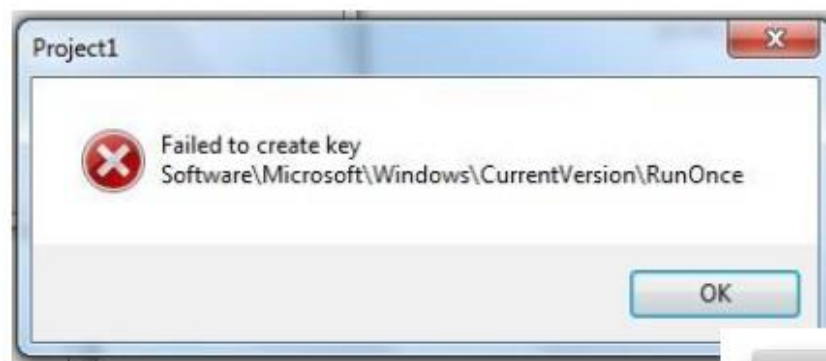 Project1
Failed to create key
Software\Microsoft\Windows\CurrentVersion\RunOnce
OK